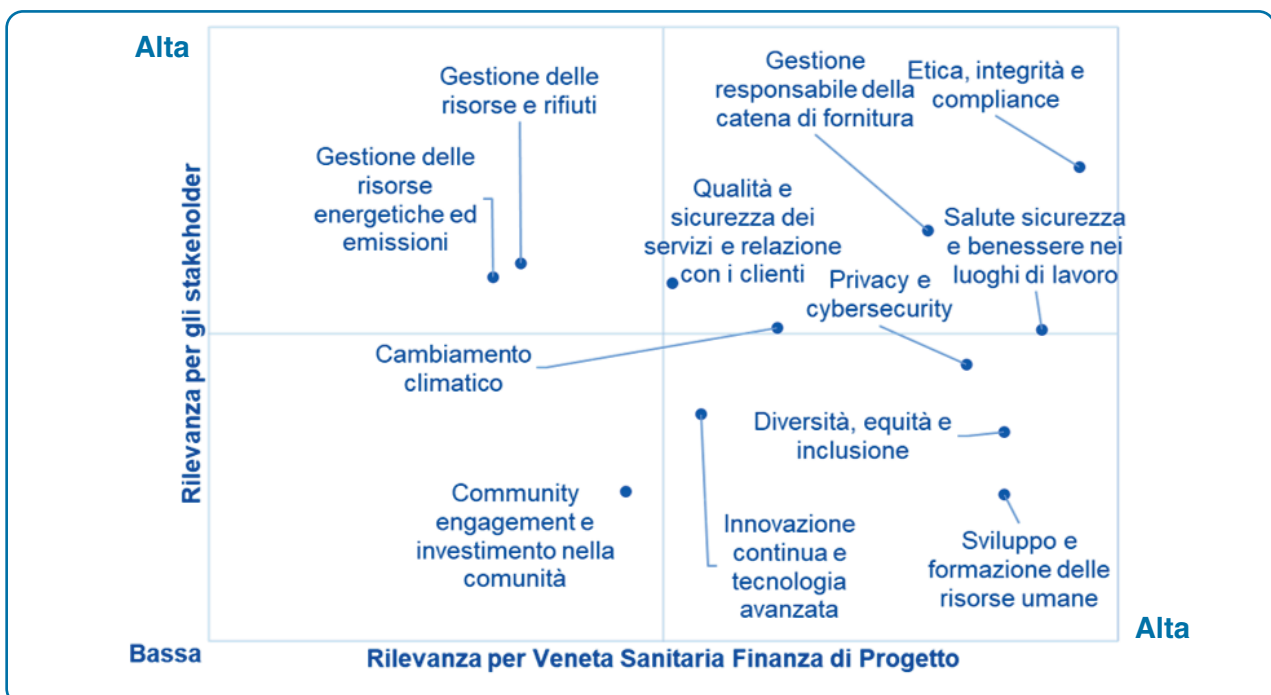 Alta
Gestione delle
risorse e rifiuti
Gestione
responsabile della
catena di fornitura
Etica, integrità e
compliance
Gestione delle
risorse
energetiche ed
emissioni
Qualità e
sicurezza dei
servizi e relazione
con i clienti
Salute sicurezza
e benessere nei
luoghi di lavoro
Privacy e
cybersecurity
Rilevanza per gli stakeholder
Cambiamento
climatico
Diversità, equità e
inclusione
Community
engagement e
investimento nella
comunità
Innovazione
continua e
tecnologia
avanzata
Sviluppo e
formazione delle
risorse umane
Alta
Bassa
Rilevanza per Veneta Sanitaria Finanza di Progetto